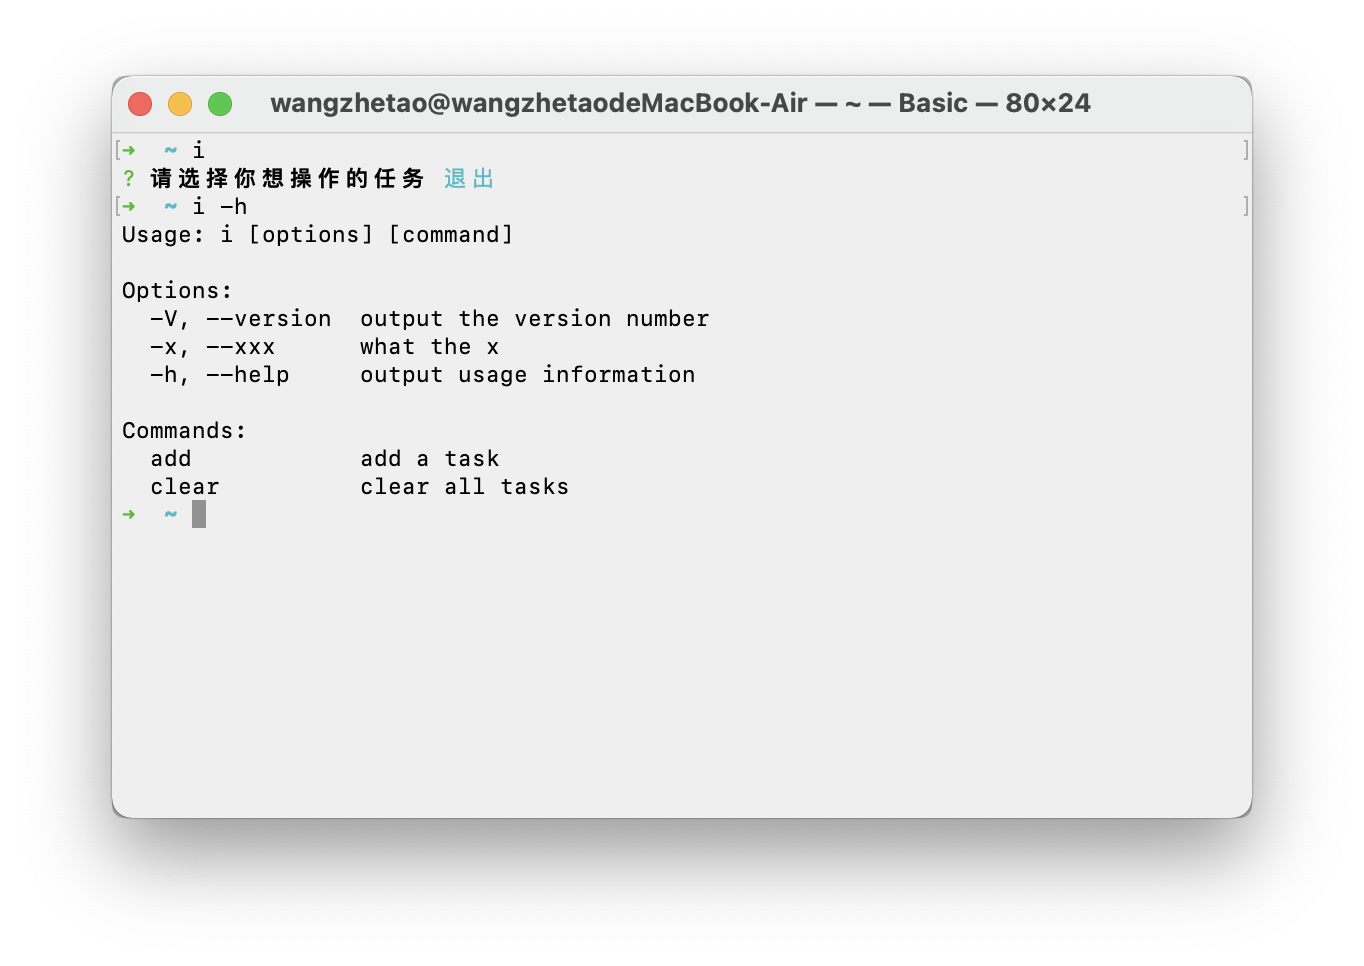 wangzhetao@wangzhetaodeMacBook-Air — ~ — Basic — 80×24
[➜  ~ i ]
? 请选择你想操作的任务 退出
[➜  ~ i -h ]
Usage: i [options] [command]
Options:
-V, --version  output the version number
-x, --xxx      what the x
-h, --help     output usage information
Commands:
add            add a task
clear          clear all tasks
➜  ~